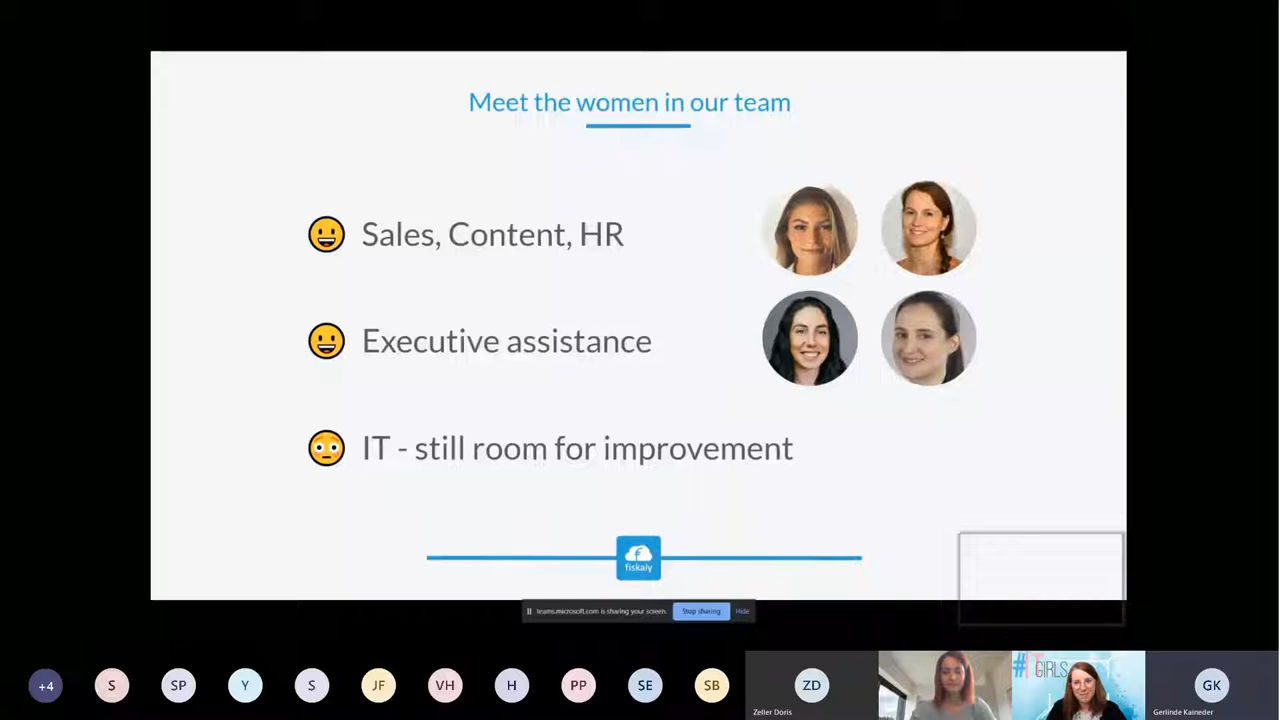 Meet the women in our team
Sales, Content, HR
Executive assistance
IT - still room for improvement
fiskaly
teams.microsoft.com is sharing your screen.
Stop sharing
Hide
+4
S
SP
Y
S
JF
VH
H
PP
SE
SB
ZD
Zeller Doris
#IT
GIRLS
GK
Gerlinde Kaineder